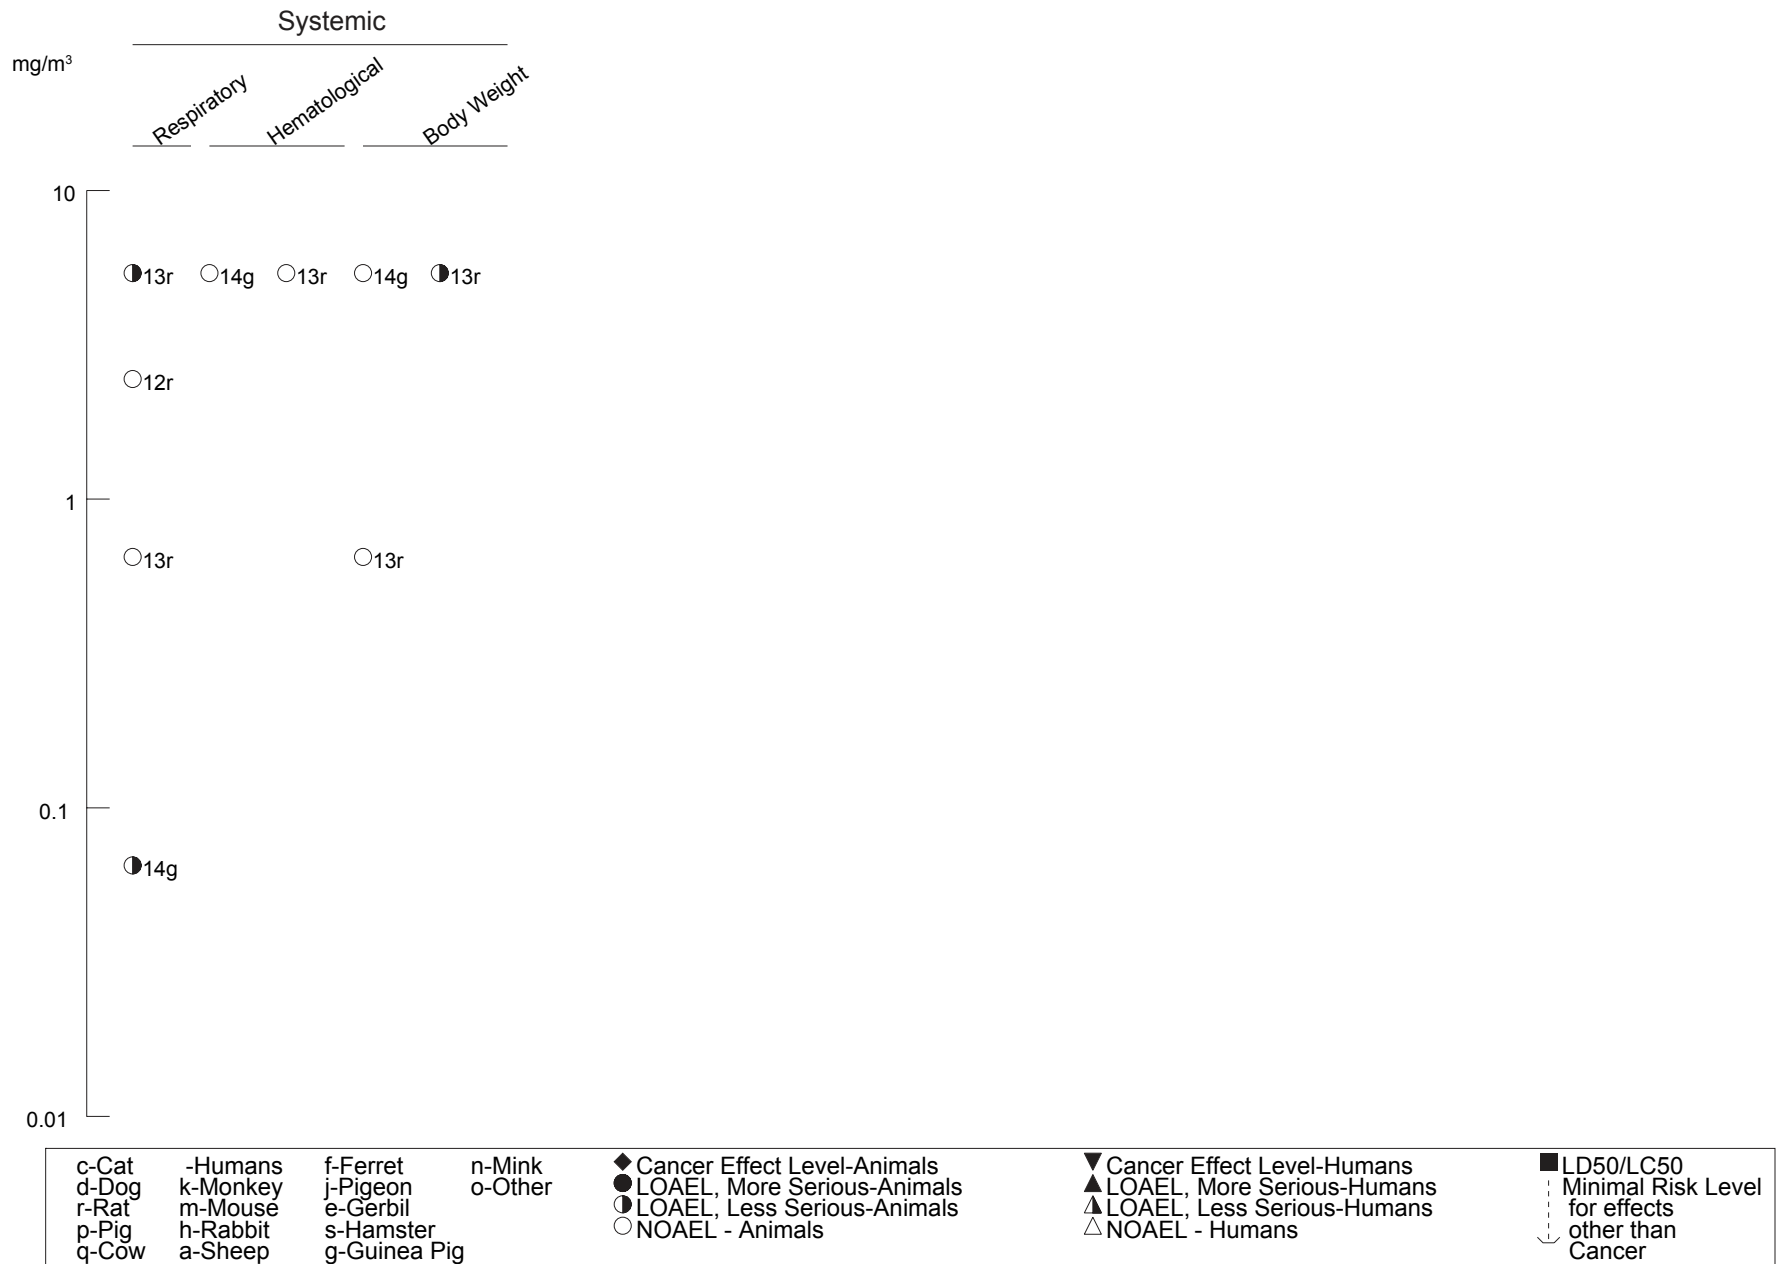 Systemic
mg/m³
Respiratory Hematological Body Weight
10
13r 14g 13r 14g 13r
12r
1
13r 13r
0.1
14g
0.01
c-Cat -Humans f-Ferret n-Mink Cancer Effect Level-Animals Cancer Effect Level-Humans LD50/LC50
d-Dog k-Monkey j-Pigeon o-Other LOAEL, More Serious-Animals LOAEL, More Serious-Humans Minimal Risk Level
r-Rat m-Mouse e-Gerbil LOAEL, Less Serious-Animals LOAEL, Less Serious-Humans for effects
p-Pig h-Rabbit s-Hamster NOAEL - Animals NOAEL - Humans other than
q-Cow a-Sheep g-Guinea Pig Cancer